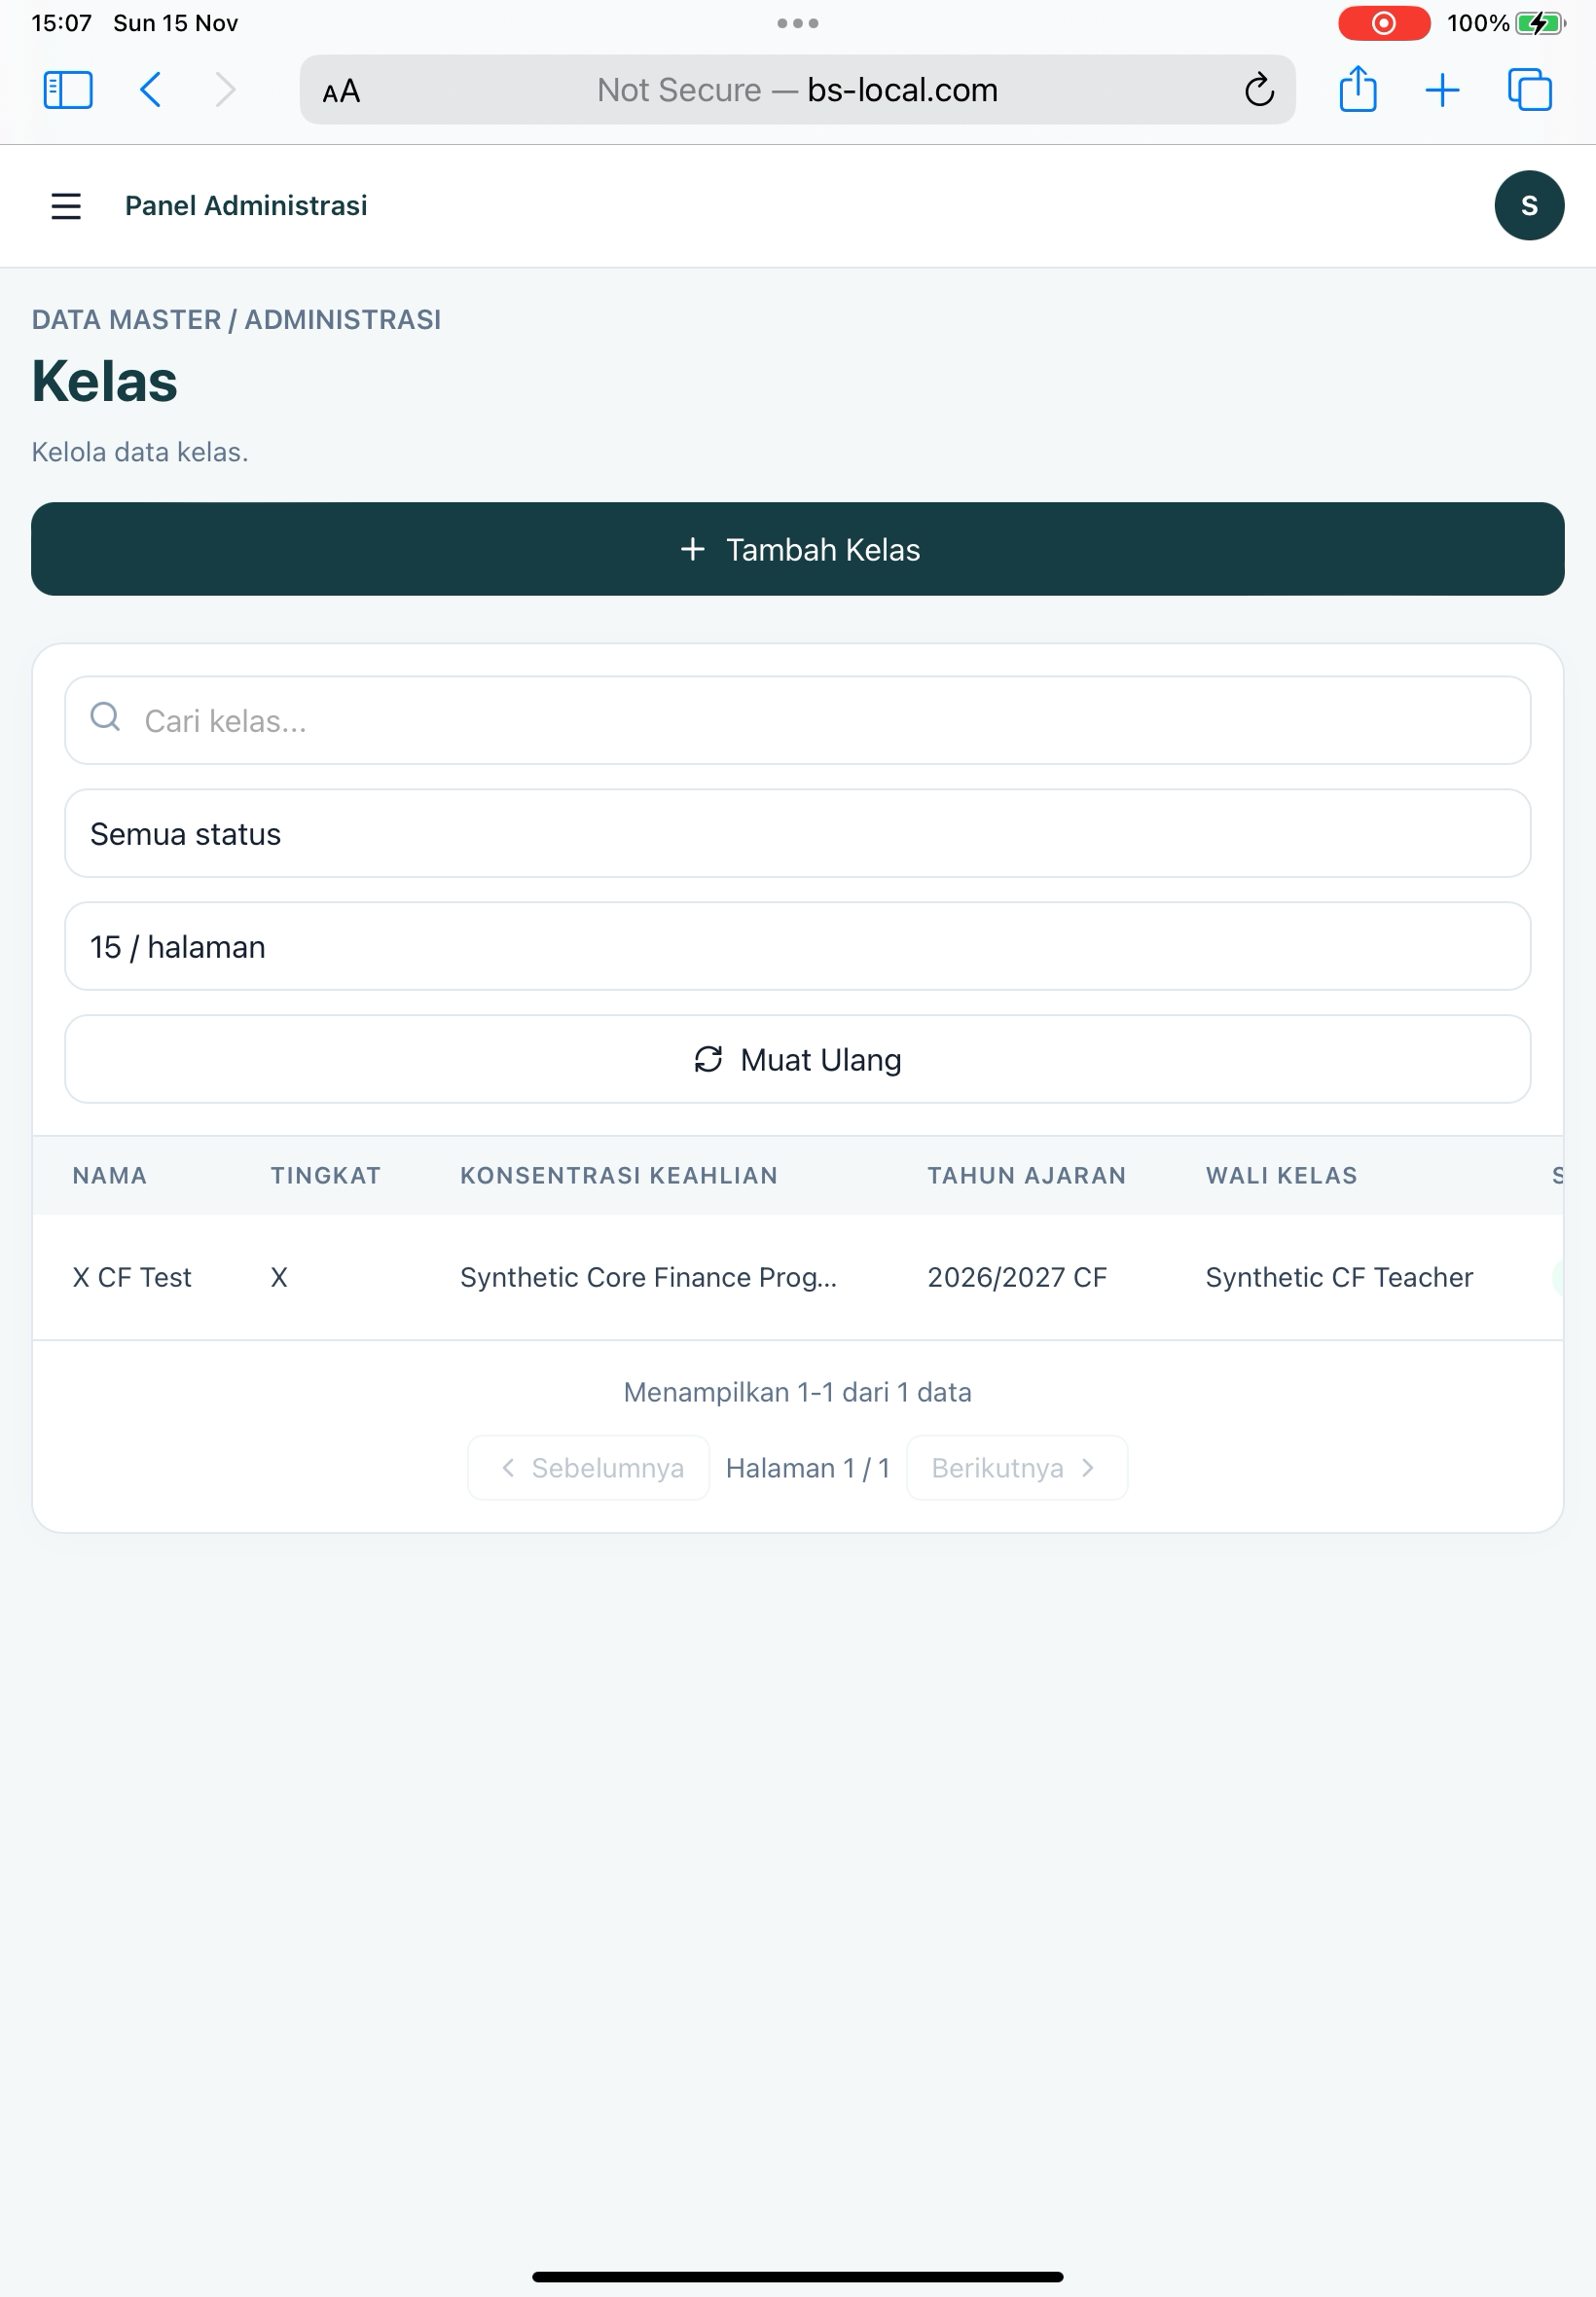 15:07 Sun 15 Nov 100%
AA Not Secure — bs-local.com
Panel Administrasi S
DATA MASTER / ADMINISTRASI
Kelas
Kelola data kelas.
+ Tambah Kelas
Cari kelas...
Semua status
15 / halaman
Muat Ulang
NAMA TINGKAT KONSENTRASI KEAHLIAN TAHUN AJARAN WALI KELAS
X CF Test X Synthetic Core Finance Prog... 2026/2027 CF Synthetic CF Teacher
Menampilkan 1-1 dari 1 data
Sebelumnya Halaman 1 / 1 Berikutnya